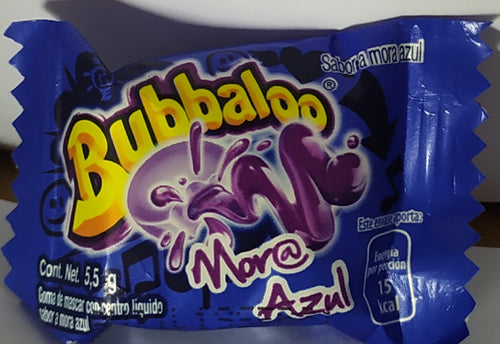 Sabor a mora azul
Bubbaloo®
Mor@
Azul
Este envase aporta:
Energía
por porción
15
kcal
Cont. Net. 5,5 g
Goma de mascar con centro líquido
sabor a mora azul